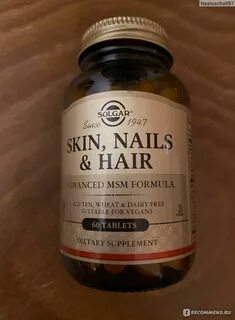 Nastuscha987
SOLGAR
Since 1947
SKIN, NAILS
& HAIR
ADVANCED MSM FORMULA
GLUTEN, WHEAT & DAIRY FREE
SUITABLE FOR VEGANS
60 TABLETS
DIETARY SUPPLEMENT
IRECOMMEND.RU